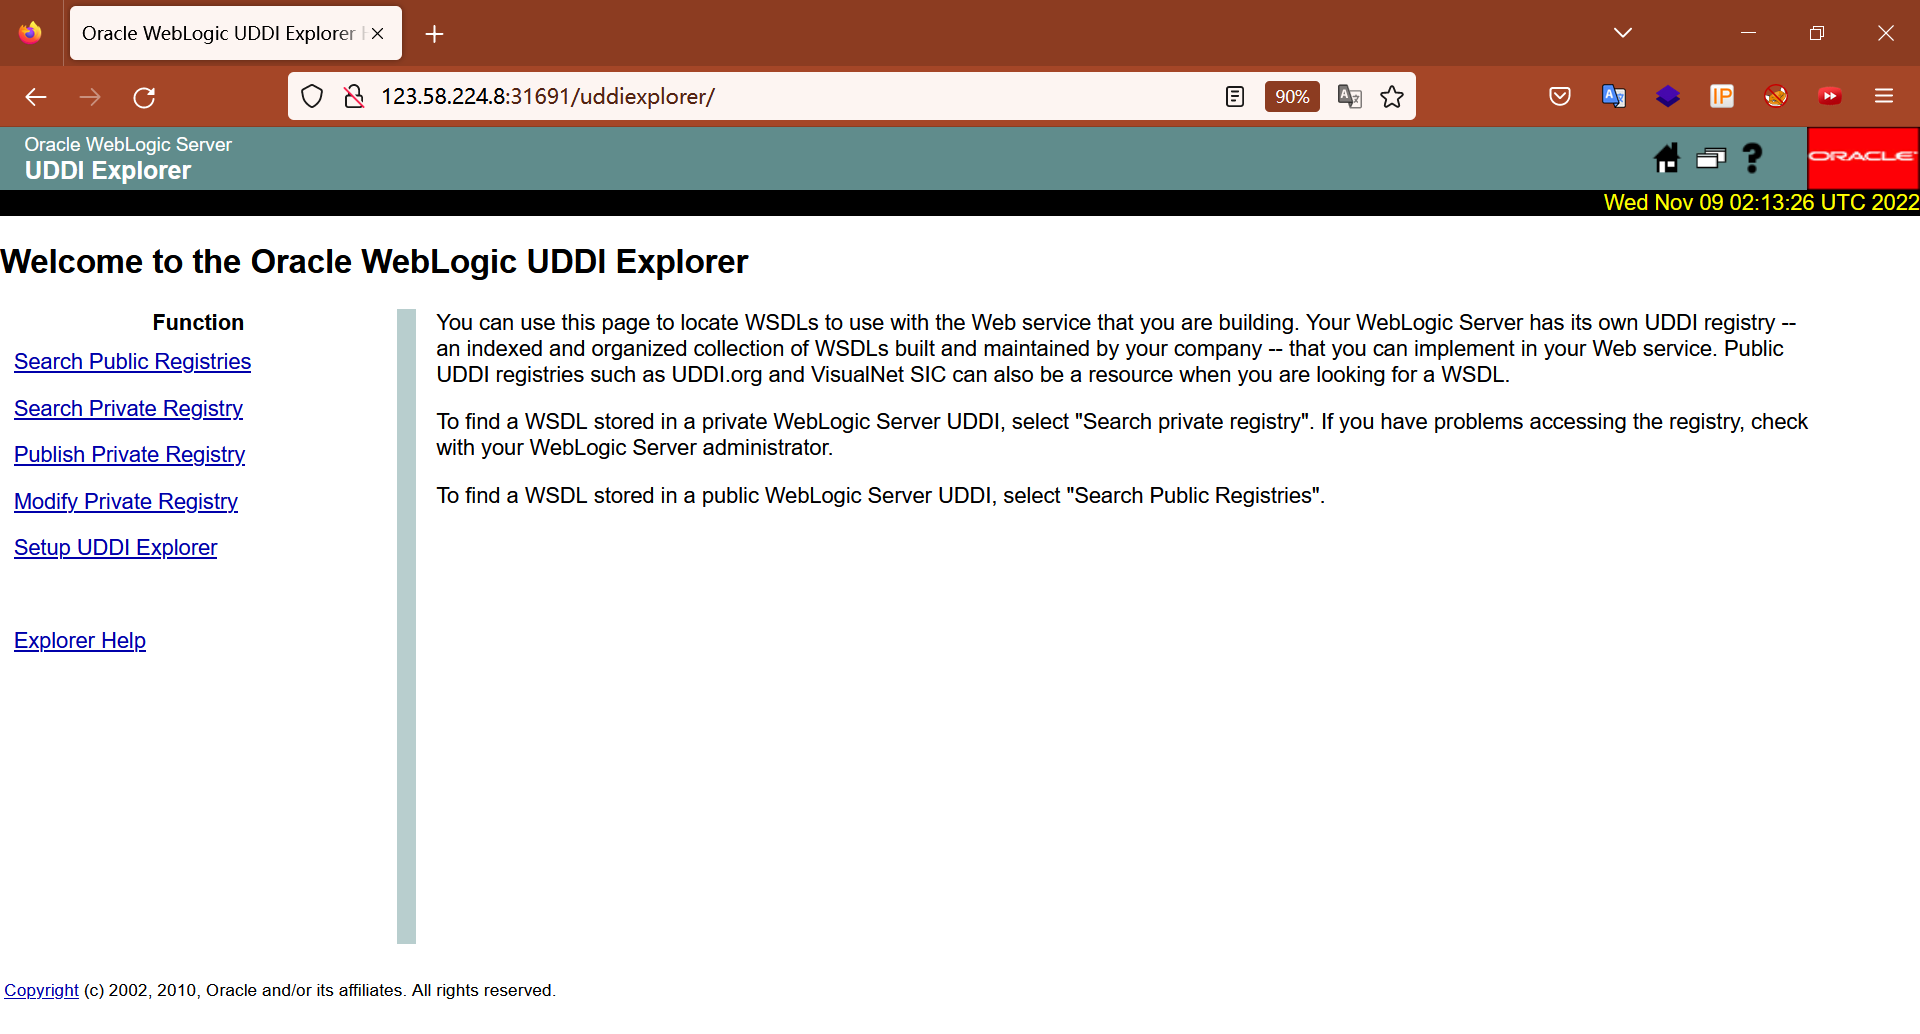 Oracle WebLogic UDDI Explorer
123.58.224.8:31691/uddiexplorer/
90%
IP
Oracle WebLogic Server
UDDI Explorer
ORACLE
Wed Nov 09 02:13:26 UTC 2022
Welcome to the Oracle WebLogic UDDI Explorer
Function
Search Public Registries
Search Private Registry
Publish Private Registry
Modify Private Registry
Setup UDDI Explorer
Explorer Help
You can use this page to locate WSDLs to use with the Web service that you are building. Your WebLogic Server has its own UDDI registry --
an indexed and organized collection of WSDLs built and maintained by your company -- that you can implement in your Web service. Public
UDDI registries such as UDDI.org and VisualNet SIC can also be a resource when you are looking for a WSDL.
To find a WSDL stored in a private WebLogic Server UDDI, select "Search private registry". If you have problems accessing the registry, check
with your WebLogic Server administrator.
To find a WSDL stored in a public WebLogic Server UDDI, select "Search Public Registries".
Copyright (c) 2002, 2010, Oracle and/or its affiliates. All rights reserved.